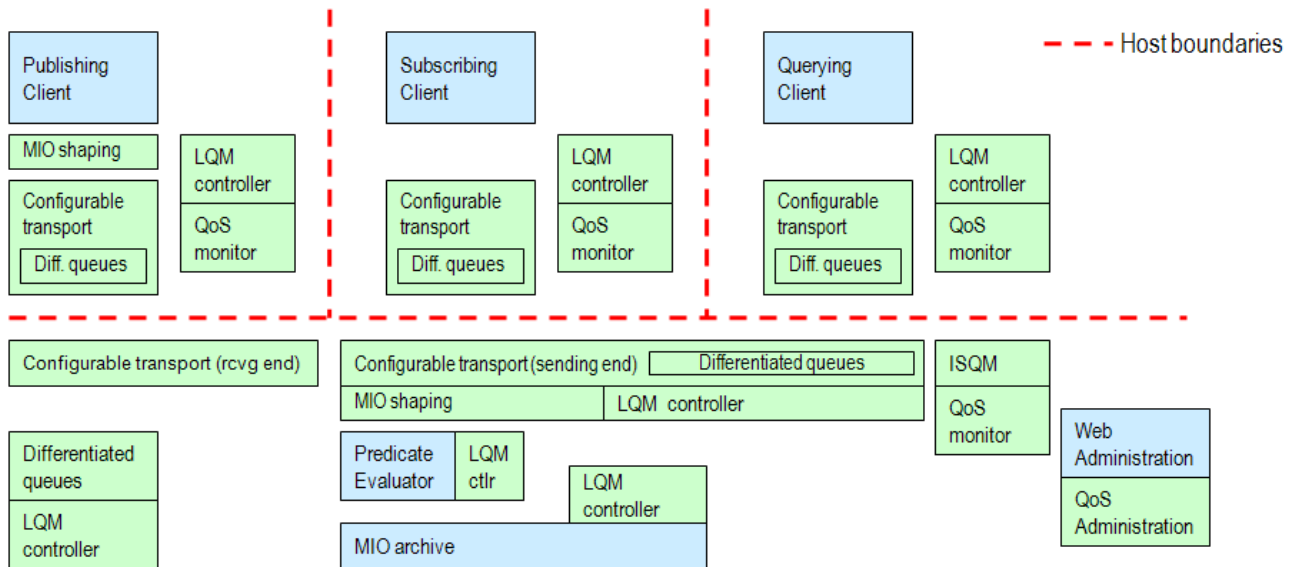 Host boundaries
Publishing
Client
MIO shaping
Configurable
transport
Diff. queues
LQM
controller
QoS
monitor
Subscribing
Client
Configurable
transport
Diff. queues
LQM
controller
QoS
monitor
Querying
Client
Configurable
transport
Diff. queues
LQM
controller
QoS
monitor
Configurable transport (rcvg end)
Differentiated
queues
LQM
controller
Configurable transport (sending end)
Differentiated queues
MIO shaping
LQM controller
Predicate
Evaluator
LQM
ctlr
LQM
controller
MIO archive
ISQM
QoS
monitor
Web
Administration
QoS
Administration